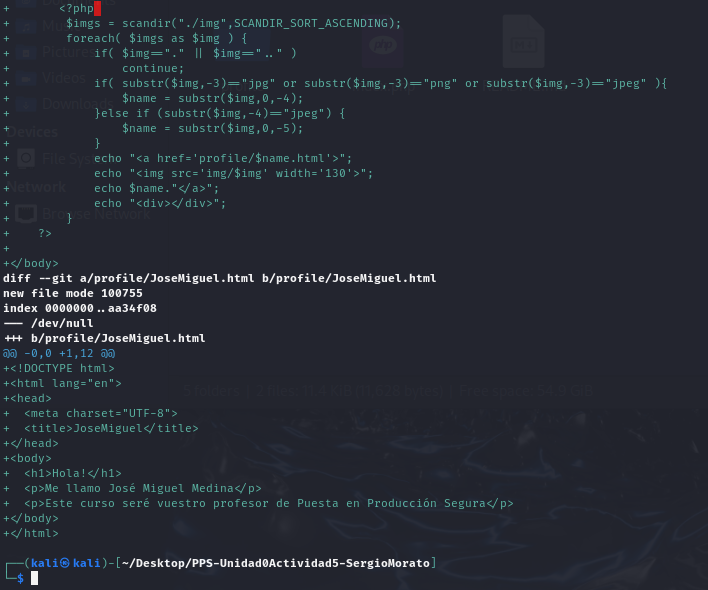 +       <?php
+        $imgs = scandir("./img",SCANDIR_SORT_ASCENDING);
+        foreach( $imgs as $img ) {
+            if( $img=="." || $img==".." )
+                continue;
+            if( substr($img,-3)=="jpg" or substr($img,-3)=="png" or substr($img,-3)=="jpeg" ){
+                $name = substr($img,0,-4);
+            }else if (substr($img,-4)=="jpeg") {
+                $name = substr($img,0,-5);
+            }
+            echo "<a href='profile/$name.html'>";
+            echo "<img src='img/$img' width='130'>";
+            echo $name."</a>";
+            echo "<div></div>";
+        }
+    ?>
+
+</body>
diff --git a/profile/JoseMiguel.html b/profile/JoseMiguel.html
new file mode 100755
index 0000000..aa34f08
--- /dev/null
+++ b/profile/JoseMiguel.html
@@ -0,0 +1,12 @@
+<!DOCTYPE html>
+<html lang="en">
+<head>
+  <meta charset="UTF-8">
+  <title>JoseMiguel</title>
+</head>
+<body>
+  <h1>Hola!</h1>
+  <p>Me llamo José Miguel Medina</p>
+  <p>Este curso seré vuestro profesor de Puesta en Producción Segura</p>
+</body>
+</html>
┌──(kali㉿kali)-[~/Desktop/PPS-Unidad0Actividad5-SergioMorato]
└─$
Pictures
Videos
Devices
Network
Browse Network